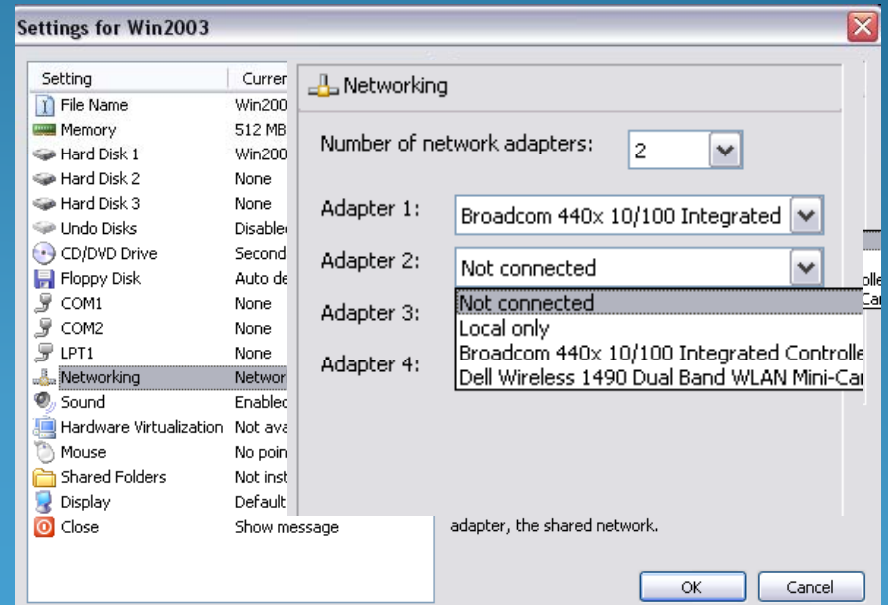 Settings for Win2003
Setting Curren
File Name Win200
Memory 512 MB
Hard Disk 1 Win200
Hard Disk 2 None
Hard Disk 3 None
Undo Disks Disabled
CD/DVD Drive Second
Floppy Disk Auto de
COM1 None
COM2 None
LPT1 None
Networking Networ
Sound Enabled
Hardware Virtualization Not ava
Mouse No poin
Shared Folders Not inst
Display Default
Close Show message
Networking
Number of network adapters: 2
Adapter 1: Broadcom 440x 10/100 Integrated
Adapter 2: Not connected
Not connected
Adapter 3:
Local only
Broadcom 440x 10/100 Integrated Controlle
Adapter 4:
Dell Wireless 1490 Dual Band WLAN Mini-Car
adapter, the shared network.
OK Cancel